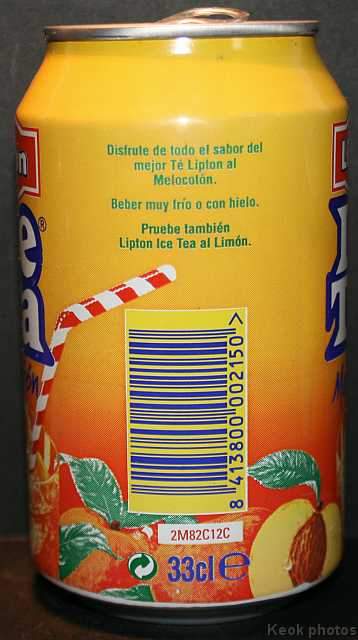 Disfrute de todo el sabor del
mejor Té Lipton al
Melocotón.
Beber muy frío o con hielo.
Pruebe también
Lipton Ice Tea al Limón.
8 413800 002150 >
2M82C12C
33cl e
Keok photos